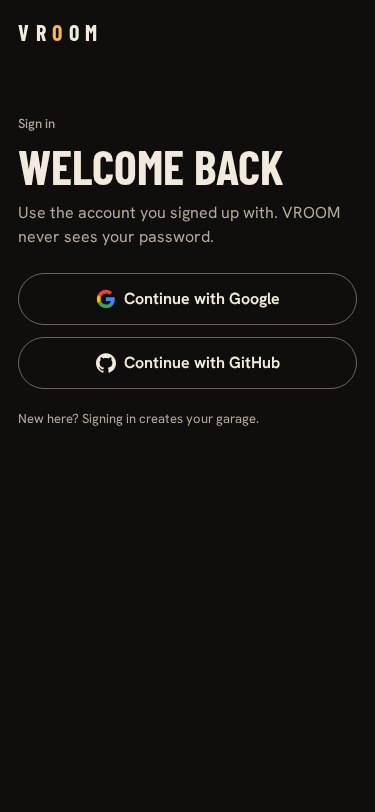 VROOM
Sign in
WELCOME BACK
Use the account you signed up with. VROOM
never sees your password.
Continue with Google
Continue with GitHub
New here? Signing in creates your garage.